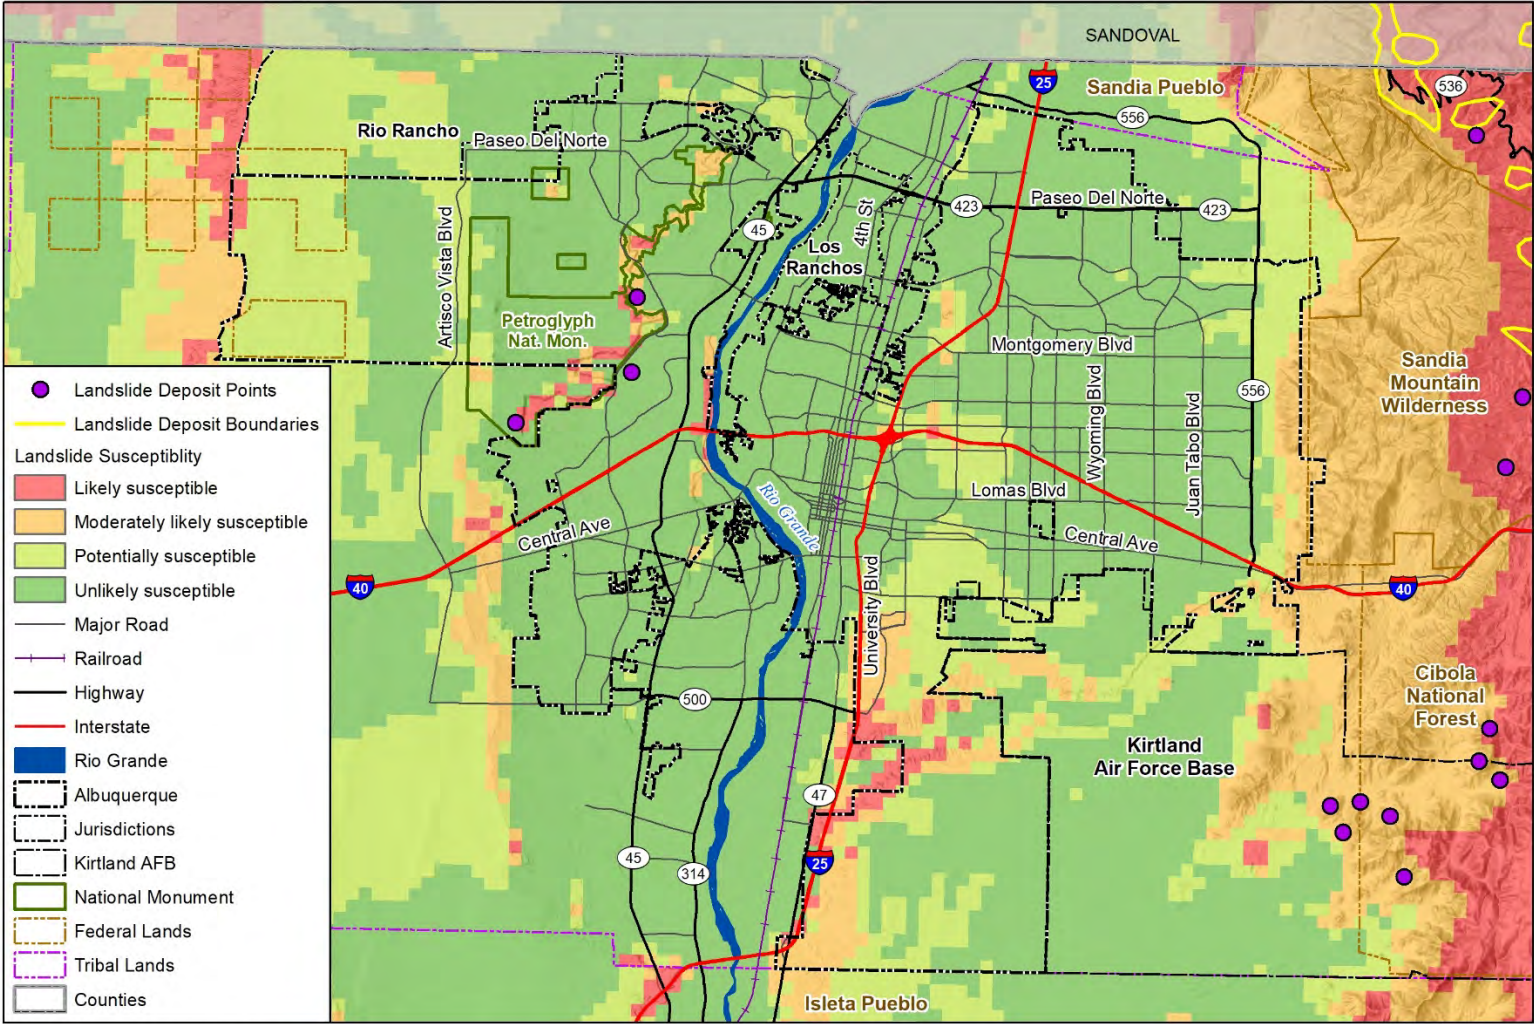 SANDOVAL
25
Sandia Pueblo
536
556
Rio Rancho
Paseo Del Norte
Artisco Vista Blvd
45
4th St
423
Paseo Del Norte
423
Los
Ranchos
Petroglyph
Nat. Mon.
Montgomery Blvd
Wyoming Blvd
Juan Tabo Blvd
556
Sandia
Mountain
Wilderness
Lomas Blvd
Rio Grande
Central Ave
Central Ave
40
40
University Blvd
500
Cibola
National
Forest
Kirtland
Air Force Base
47
45
314
25
Isleta Pueblo
Landslide Deposit Points
Landslide Deposit Boundaries
Landslide Susceptiblity
Likely susceptible
Moderately likely susceptible
Potentially susceptible
Unlikely susceptible
Major Road
Railroad
Highway
Interstate
Rio Grande
Albuquerque
Jurisdictions
Kirtland AFB
National Monument
Federal Lands
Tribal Lands
Counties